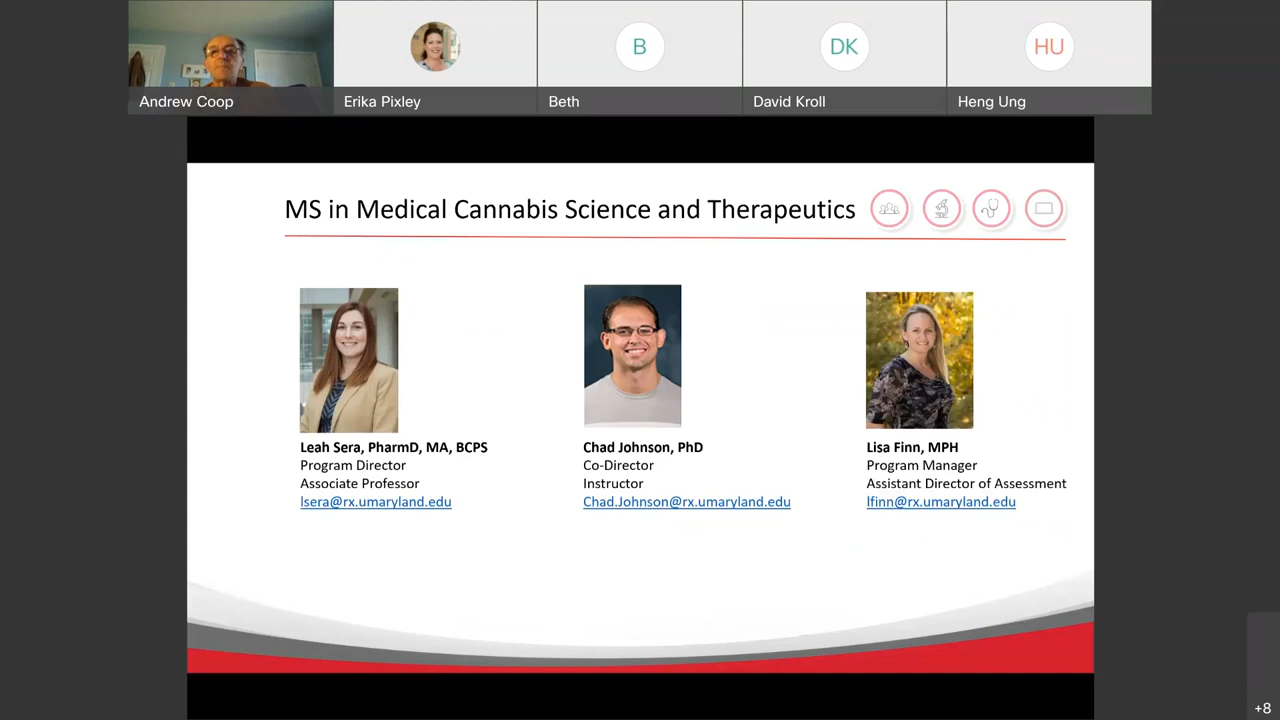 B
DK
HU
Andrew Coop
Erika Pixley
Beth
David Kroll
Heng Ung
MS in Medical Cannabis Science and Therapeutics
Leah Sera, PharmD, MA, BCPS
Program Director
Associate Professor
lsera@rx.umaryland.edu
Chad Johnson, PhD
Co-Director
Instructor
Chad.Johnson@rx.umaryland.edu
Lisa Finn, MPH
Program Manager
Assistant Director of Assessment
lfinn@rx.umaryland.edu
+8